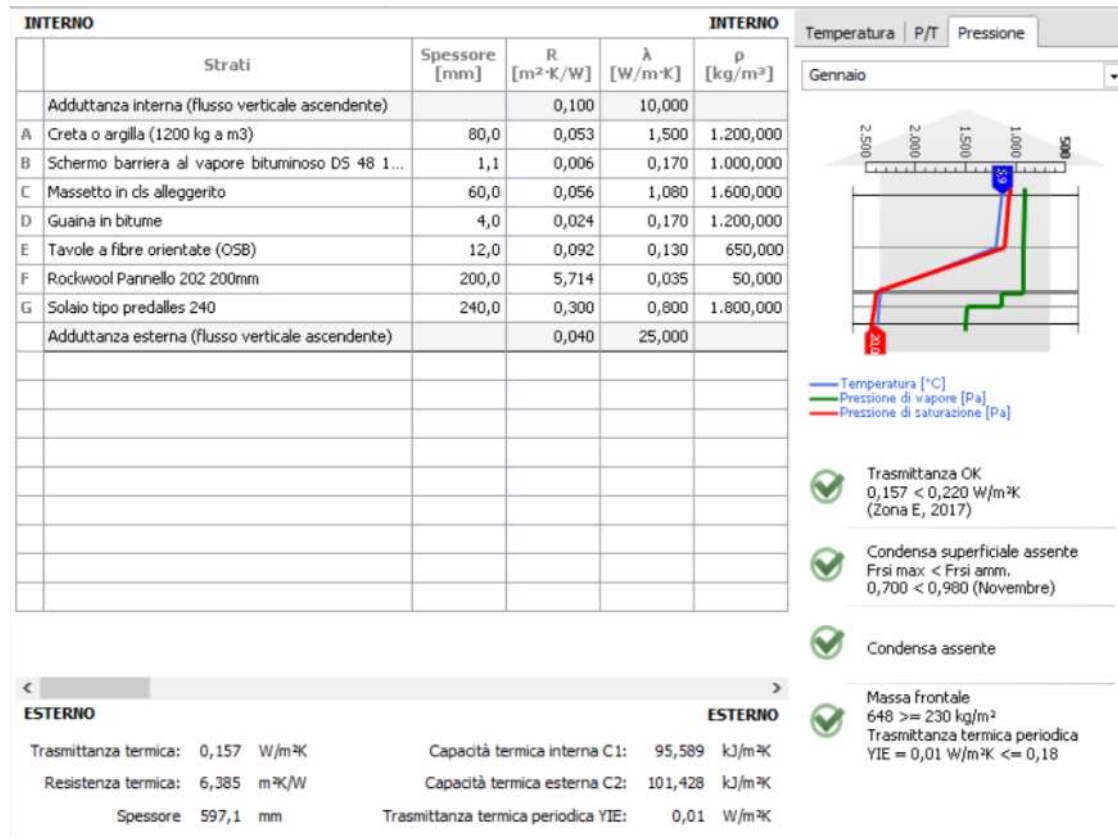 INTERNO INTERNO
Strati Spessore [mm] R [m²·K/W] λ [W/m·K] ρ [kg/m³]
Adduttanza interna (flusso verticale ascendente) 0,100 10,000
A Creta o argilla (1200 kg a m3) 80,0 0,053 1,500 1.200,000
B Schermo barriera al vapore bituminoso DS 48 1... 1,1 0,006 0,170 1.000,000
C Massetto in cls alleggerito 60,0 0,056 1,080 1.600,000
D Guaina in bitume 4,0 0,024 0,170 1.200,000
E Tavole a fibre orientate (OSB) 12,0 0,092 0,130 650,000
F Rockwool Pannello 202 200mm 200,0 5,714 0,035 50,000
G Solaio tipo predalles 240 240,0 0,300 0,800 1.800,000
Adduttanza esterna (flusso verticale ascendente) 0,040 25,000
ESTERNO ESTERNO
Trasmittanza termica: 0,157 W/m²K Capacità termica interna C1: 95,589 kJ/m²K
Resistenza termica: 6,385 m²K/W Capacità termica esterna C2: 101,428 kJ/m²K
Spessore 597,1 mm Trasmittanza termica periodica YIE: 0,01 W/m²K
Temperatura P/T Pressione
Gennaio
2.500 2.000 1.500 1.000 500
5,9
20,0
Temperatura [°C]
Pressione di vapore [Pa]
Pressione di saturazione [Pa]
Trasmittanza OK
0,157 < 0,220 W/m²K
(Zona E, 2017)
Condensa superficiale assente
Frsi max < Frsi amm.
0,700 < 0,980 (Novembre)
Condensa assente
Massa frontale
648 >= 230 kg/m²
Trasmittanza termica periodica
YIE = 0,01 W/m²K <= 0,18